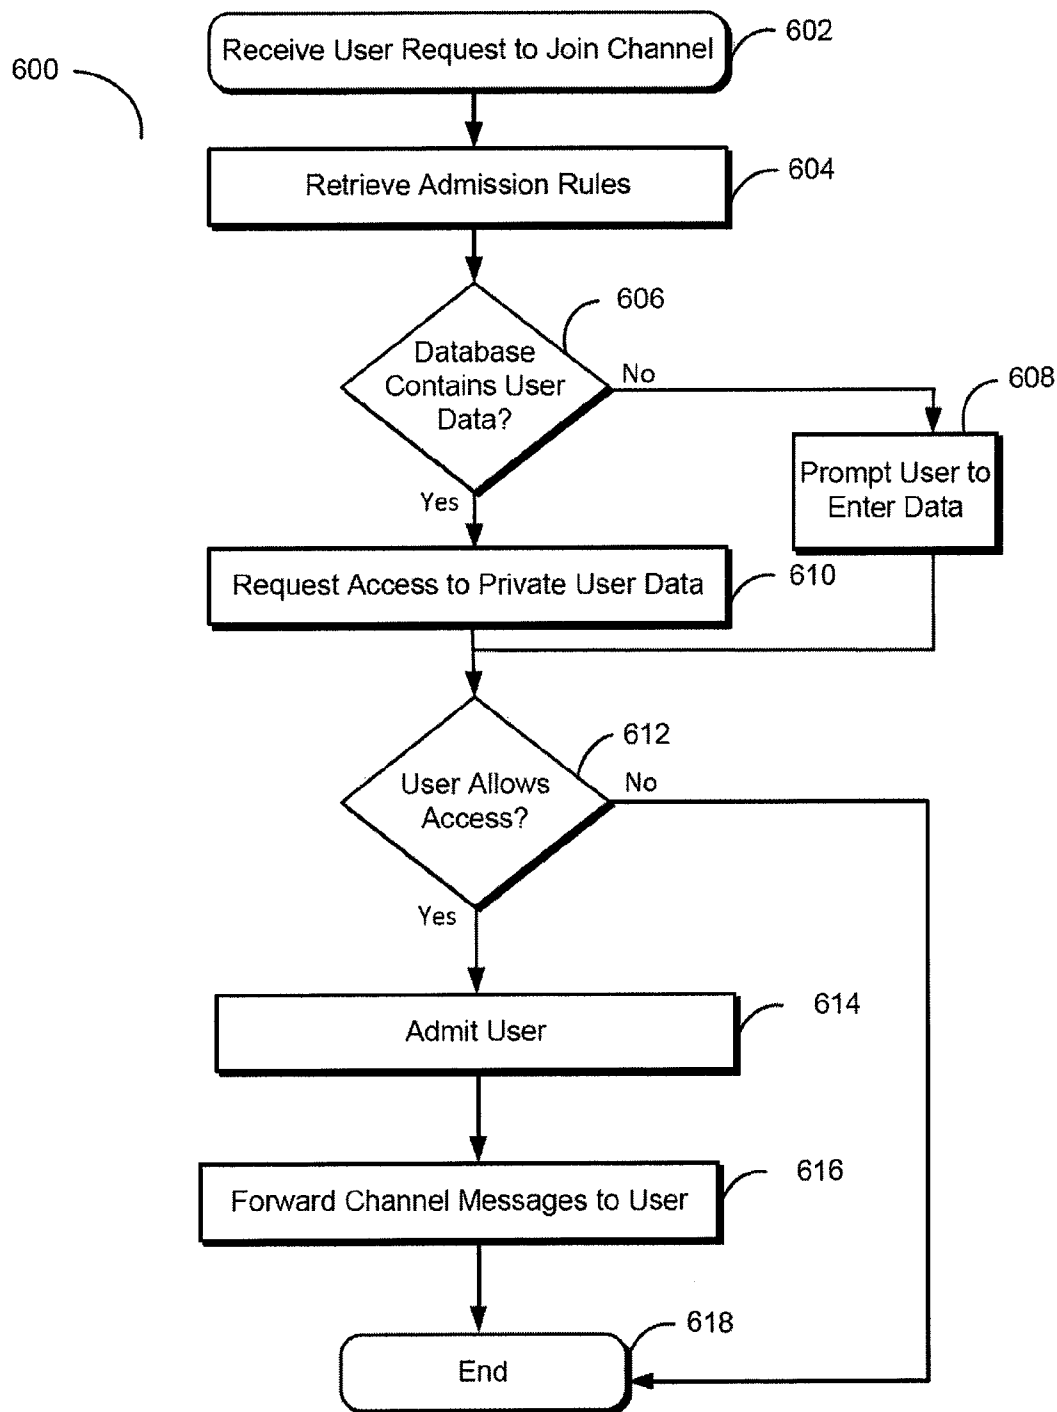 600
Receive User Request to Join Channel
602
Retrieve Admission Rules
604
606
Database
Contains User
Data?
No
608
Prompt User to
Enter Data
Yes
Request Access to Private User Data
610
612
User Allows
Access?
No
Yes
Admit User
614
Forward Channel Messages to User
616
End
618